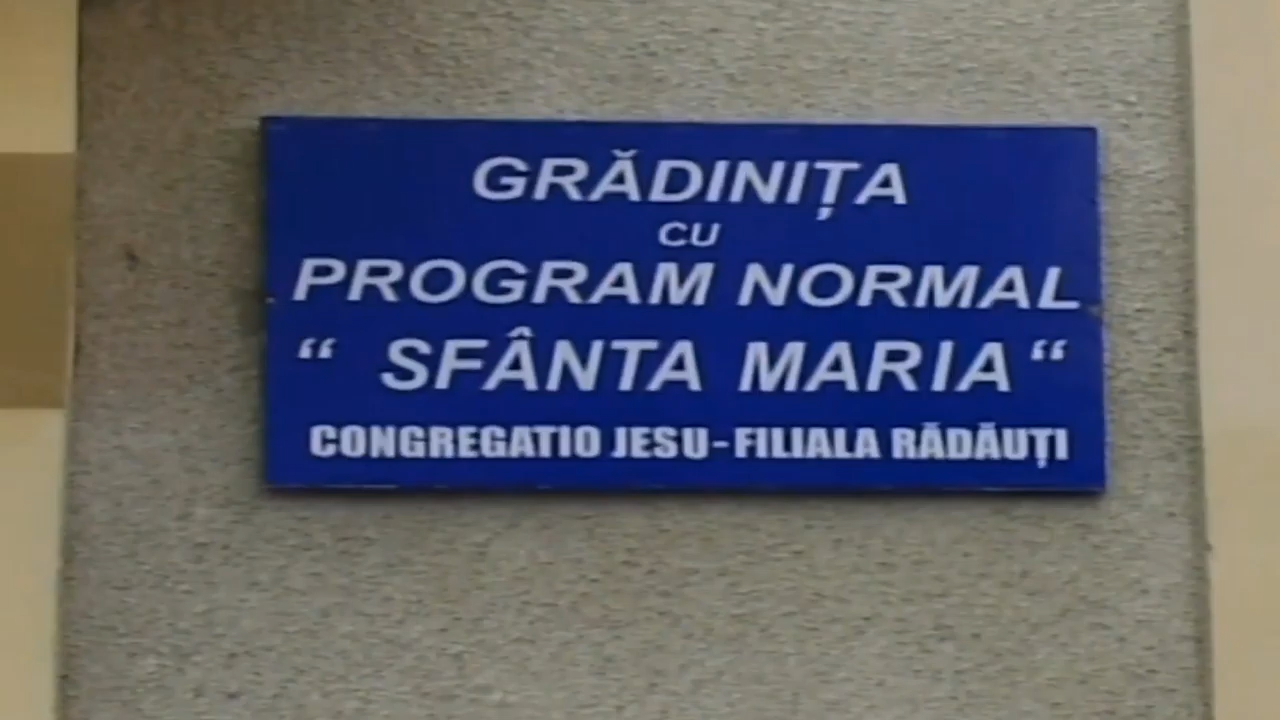 GRĂDINIȚA
CU
PROGRAM NORMAL
“ SFÂNTA MARIA “
CONGREGATIO JESU-FILIALA RĂDĂUȚI